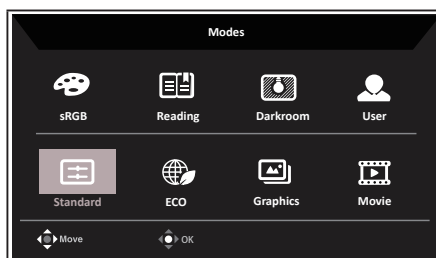 Modes
sRGB Reading Darkroom User
Standard ECO Graphics Movie
Move OK